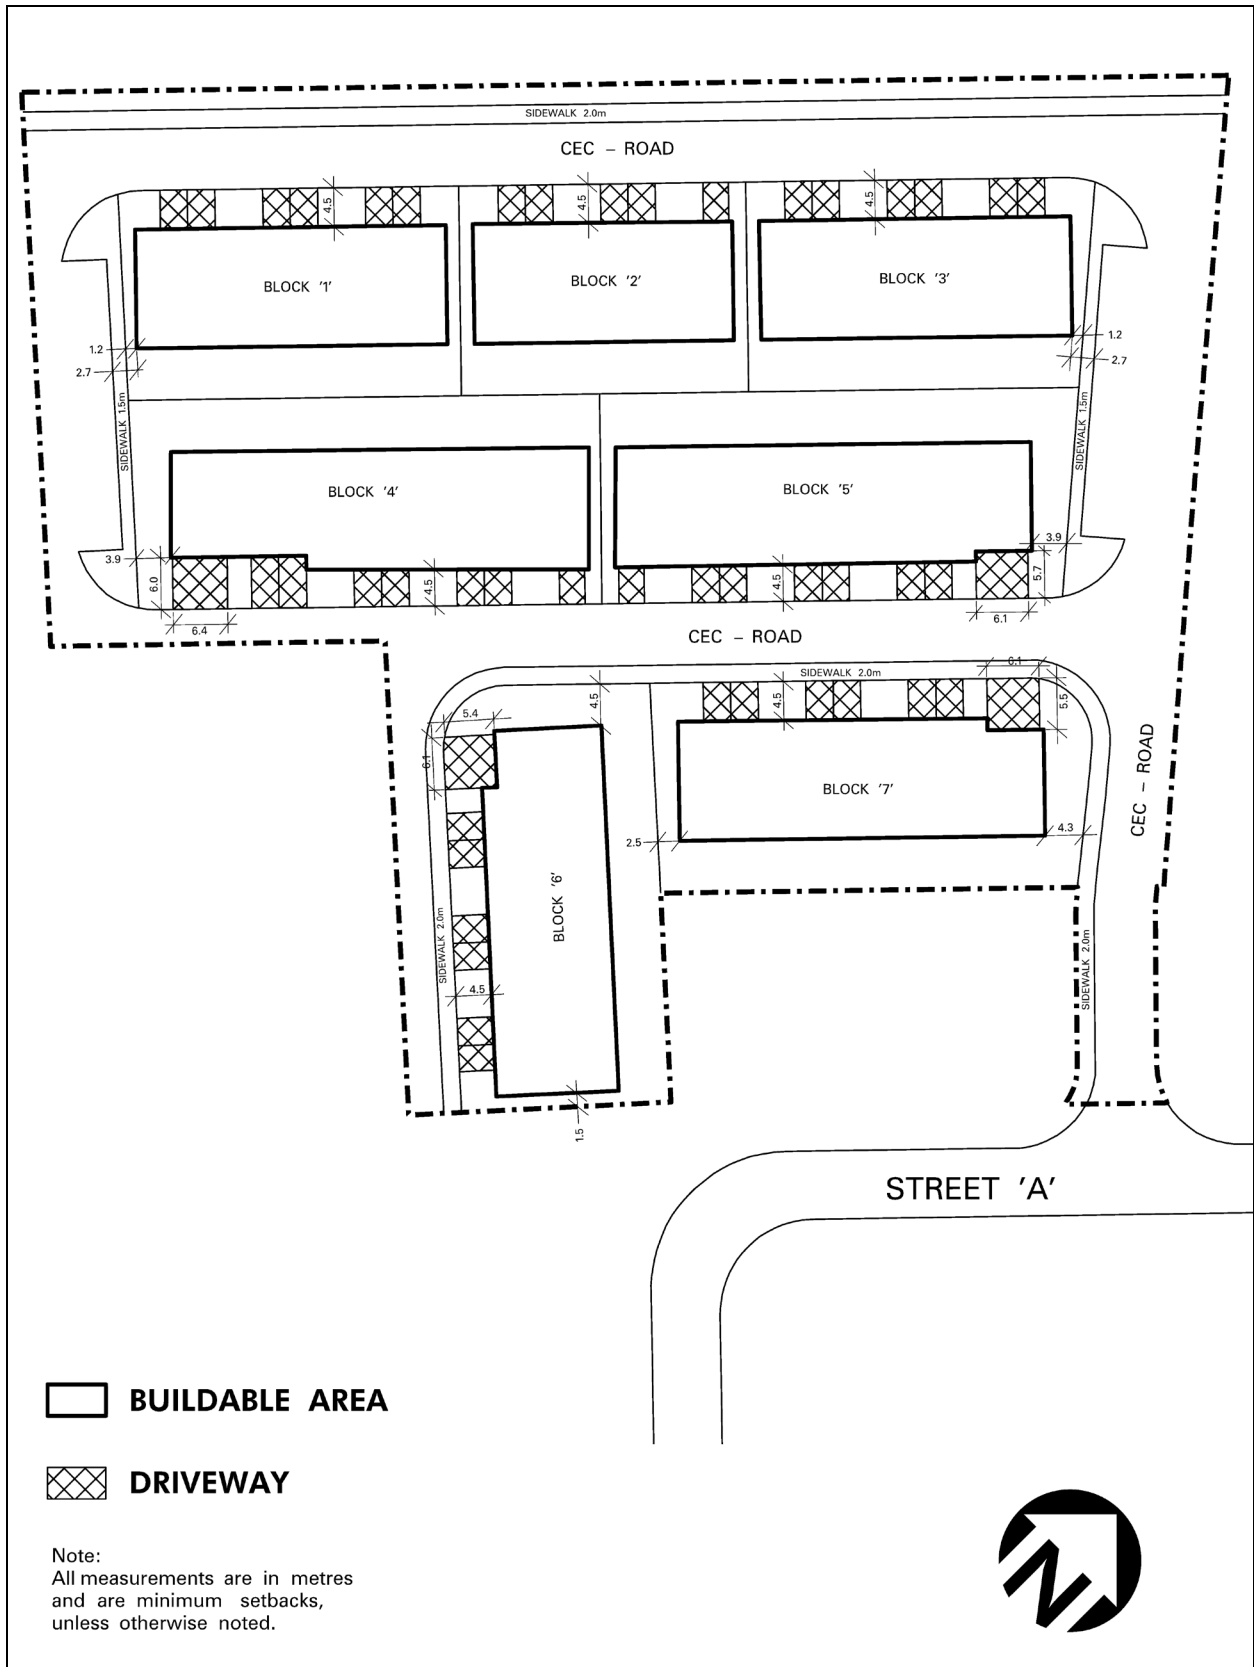 SIDEWALK 2.0m
CEC - ROAD
4.5
4.5
4.5
BLOCK '1'
BLOCK '2'
BLOCK '3'
1.2
2.7
1.2
2.7
SIDEWALK 1.5m
SIDEWALK 1.5m
BLOCK '4'
BLOCK '5'
3.9
3.9
6.0
4.5
4.5
5.7
6.4
6.1
CEC - ROAD
SIDEWALK 2.0m
6.1
4.5
4.5
5.5
5.4
6.1
CEC - ROAD
BLOCK '7'
2.5
4.3
BLOCK '6'
SIDEWALK 2.0m
SIDEWALK 2.0m
4.5
1.5
STREET 'A'
BUILDABLE AREA
DRIVEWAY
Note:
All measurements are in metres
and are minimum setbacks,
unless otherwise noted.
N